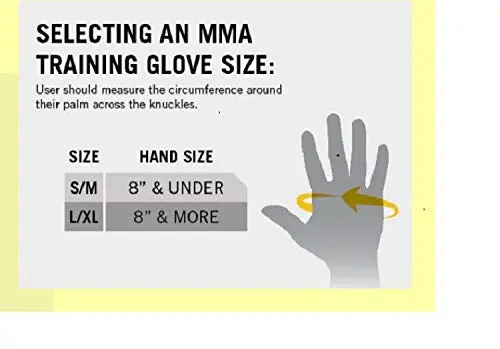 SELECTING AN MMA
TRAINING GLOVE SIZE:
User should measure the circumference around
their palm across the knuckles.
SIZE HAND SIZE
S/M 8" & UNDER
L/XL 8" & MORE